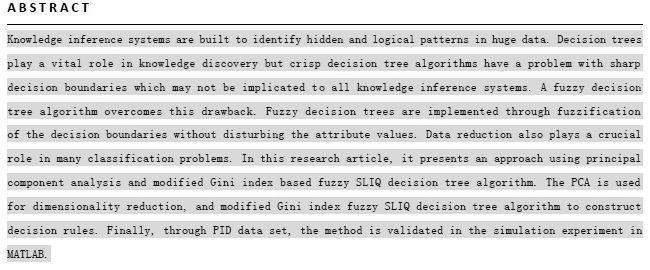 ABSTRACT
Knowledge inference systems are built to identify hidden and logical patterns in huge data. Decision trees
play a vital role in knowledge discovery but crisp decision tree algorithms have a problem with sharp
decision boundaries which may not be implicated to all knowledge inference systems. A fuzzy decision
tree algorithm overcomes this drawback. Fuzzy decision trees are implemented through fuzzification
of the decision boundaries without disturbing the attribute values. Data reduction also plays a crucial
role in many classification problems. In this research article, it presents an approach using principal
component analysis and modified Gini index based fuzzy SLIQ decision tree algorithm. The PCA is used
for dimensionality reduction, and modified Gini index fuzzy SLIQ decision tree algorithm to construct
decision rules. Finally, through PID data set, the method is validated in the simulation experiment in
MATLAB.